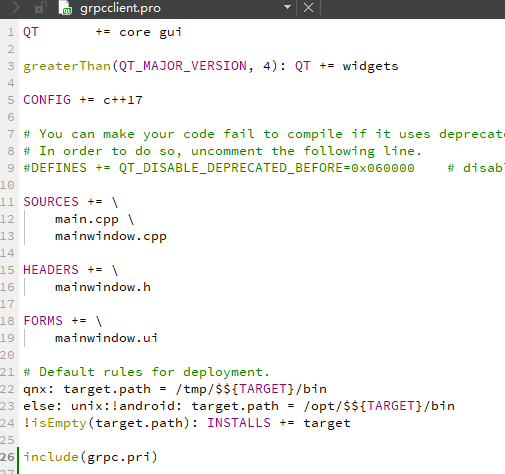 grpcclient.pro
1 QT       += core gui
2
3 greaterThan(QT_MAJOR_VERSION, 4): QT += widgets
4
5 CONFIG += c++17
6
7 # You can make your code fail to compile if it uses
8 # In order to do so, uncomment the following line.
9 #DEFINES += QT_DISABLE_DEPRECATED_BEFORE=0x060000    #
10
11 SOURCES += \
12     main.cpp \
13     mainwindow.cpp
14
15 HEADERS += \
16     mainwindow.h
17
18 FORMS += \
19     mainwindow.ui
20
21 # Default rules for deployment.
22 qnx: target.path = /tmp/$${TARGET}/bin
23 else: unix:!android: target.path = /opt/$${TARGET}/bin
24 !isEmpty(target.path): INSTALLS += target
25
26 include(grpc.pri)